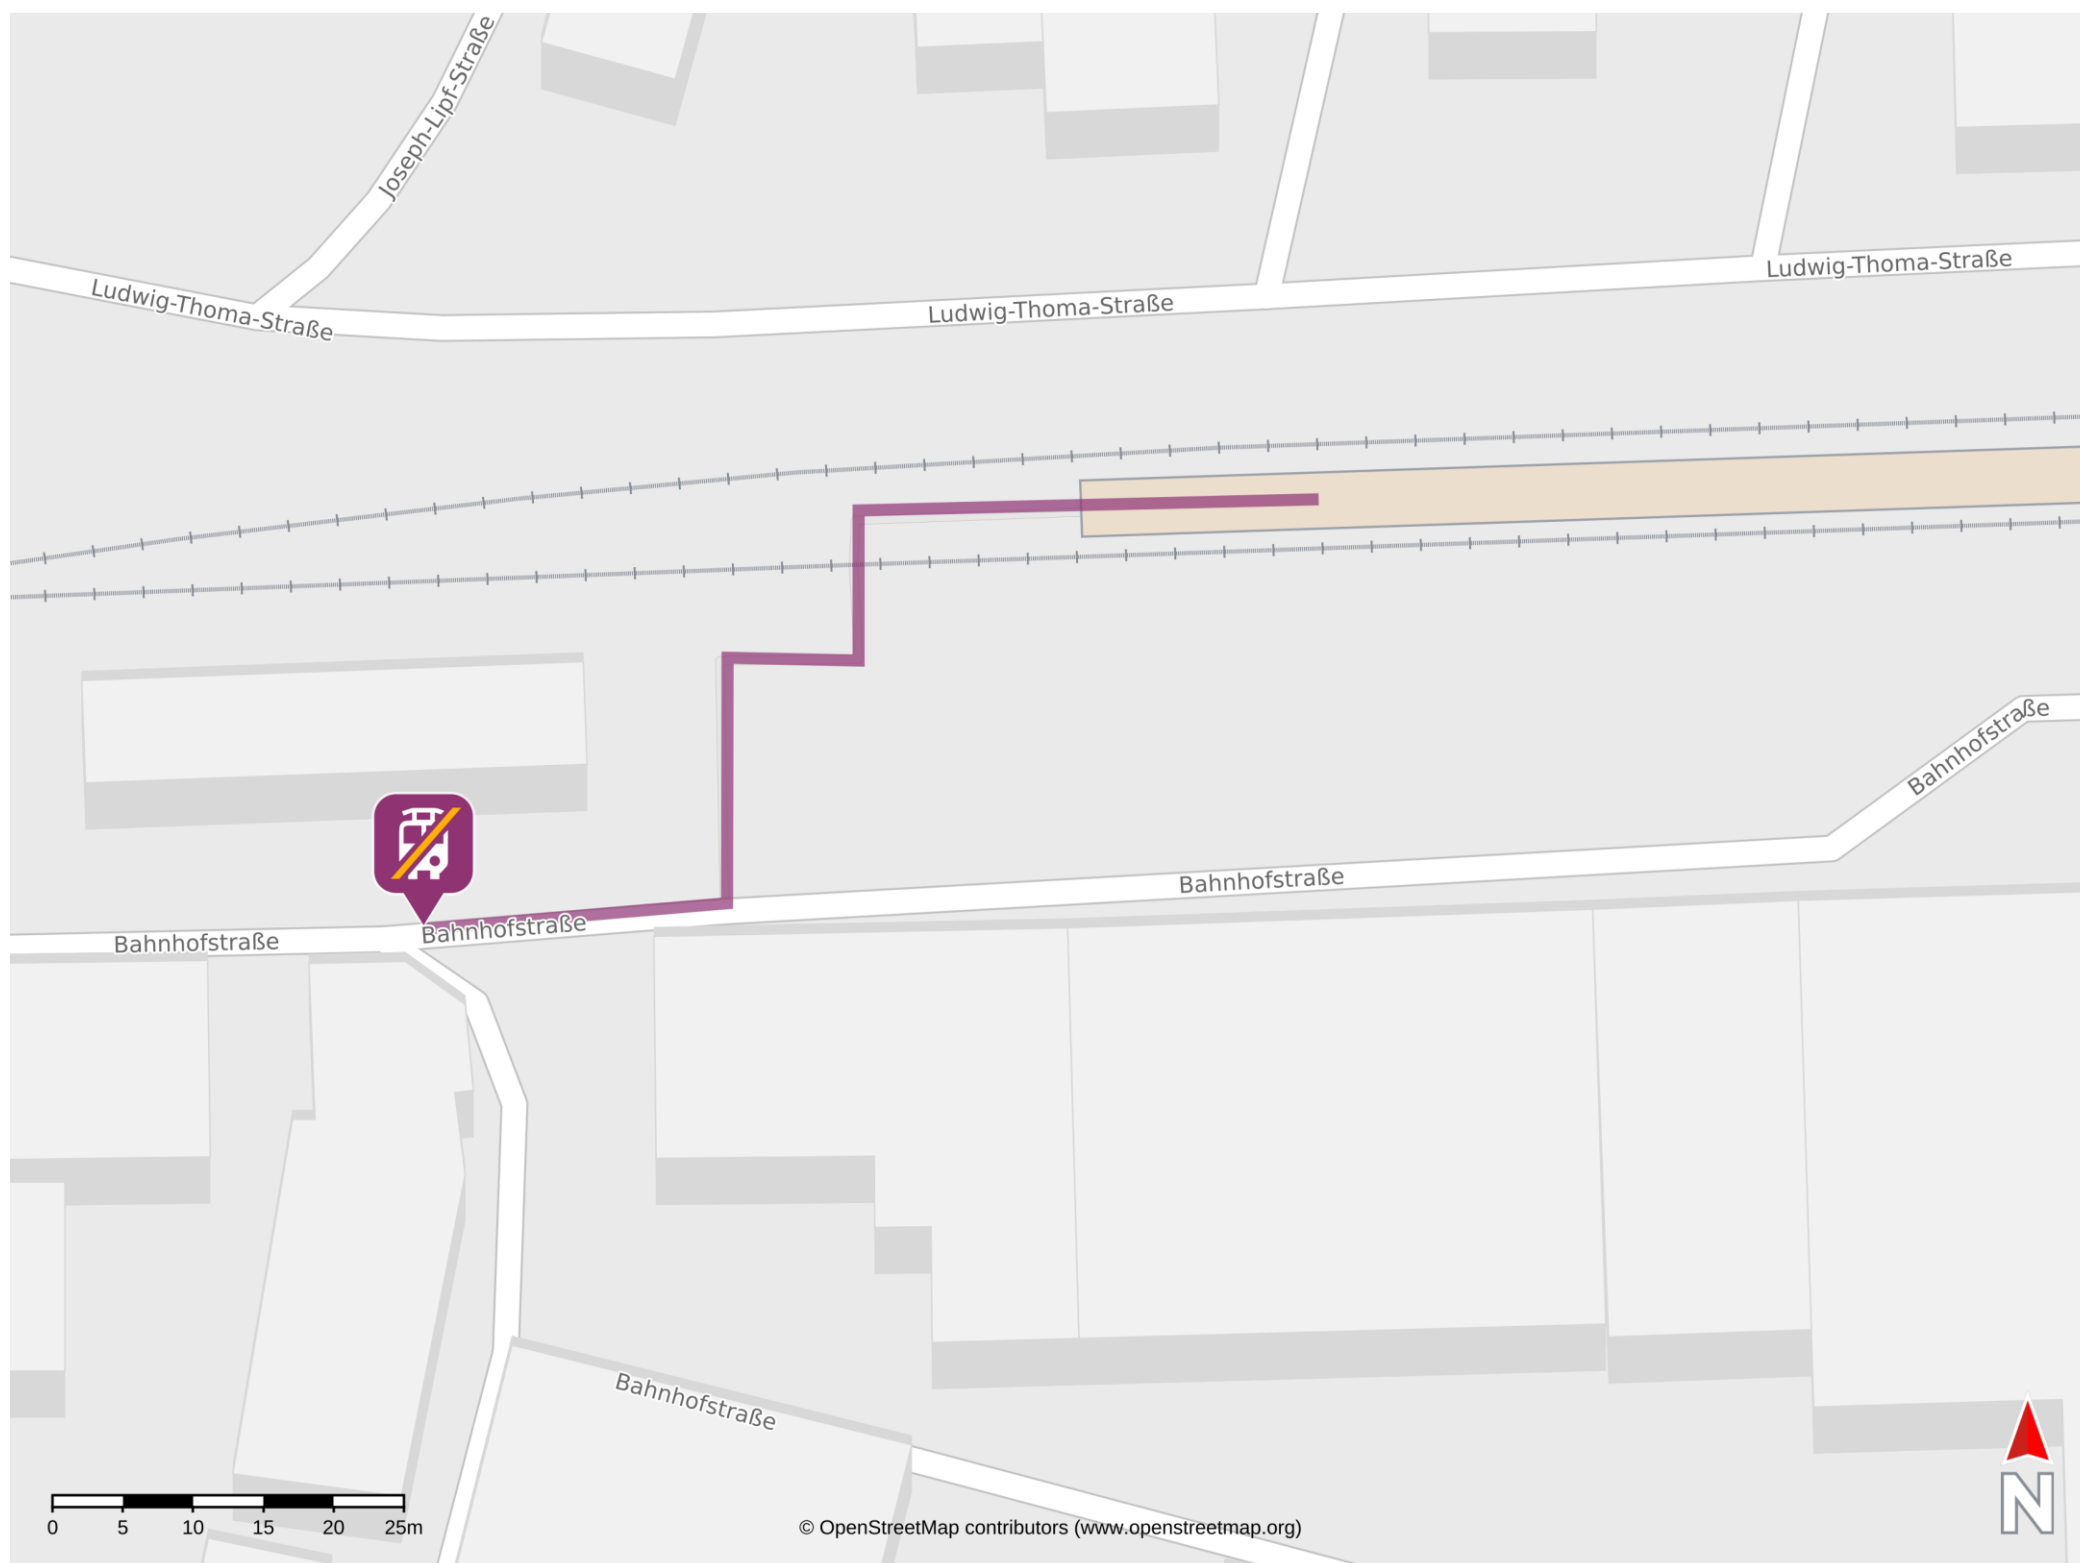 Joseph-Lipf-Straße
Ludwig-Thoma-Straße
Ludwig-Thoma-Straße
Ludwig-Thoma-Straße
Bahnhofstraße
Bahnhofstraße
Bahnhofstraße
Bahnhofstraße
Bahnhofstraße
N
0 5 10 15 20 25m
© OpenStreetMap contributors (www.openstreetmap.org)